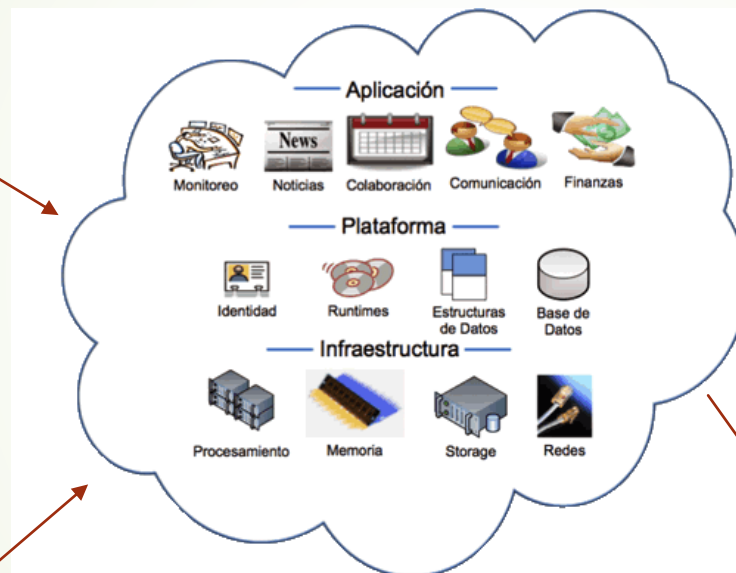 Aplicación
News
Monitoreo
Noticias
Colaboración
Comunicación
Finanzas
Plataforma
Identidad
Runtimes
Estructuras
de Datos
Base de
Datos
Infraestructura
Procesamiento
Memoria
Storage
Redes